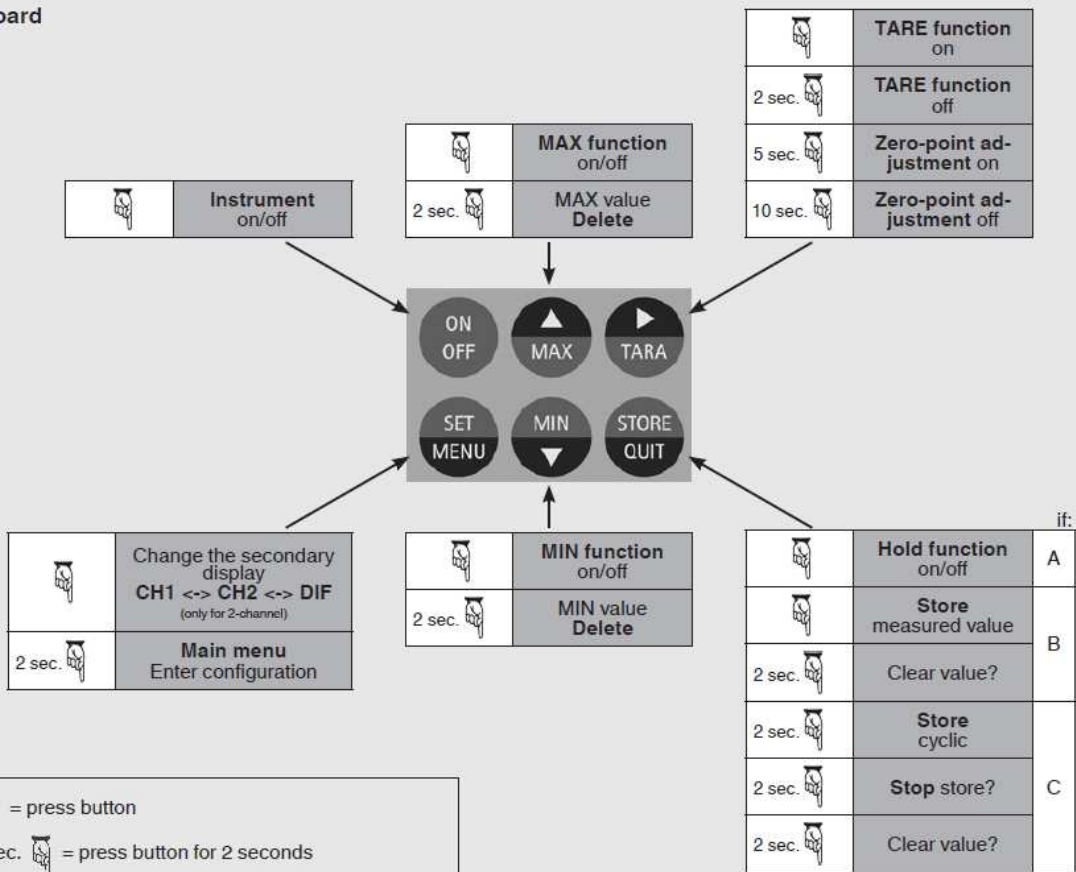 TARE function
on
2 sec.
TARE function
off
5 sec.
Zero-point ad-
justment on
10 sec.
Zero-point ad-
justment off
MAX function
on/off
2 sec.
MAX value
Delete
Instrument
on/off
ON
OFF
MAX
TARA
SET
MENU
MIN
STORE
QUIT
Change the secondary
display
CH1 <-> CH2 <-> DIF
(only for 2-channel)
2 sec.
Main menu
Enter configuration
MIN function
on/off
2 sec.
MIN value
Delete
if:
Hold function
on/off
A
Store
measured value
B
2 sec.
Clear value?
2 sec.
Store
cyclic
2 sec.
Stop store?
C
2 sec.
Clear value?
= press button
= press button for 2 seconds